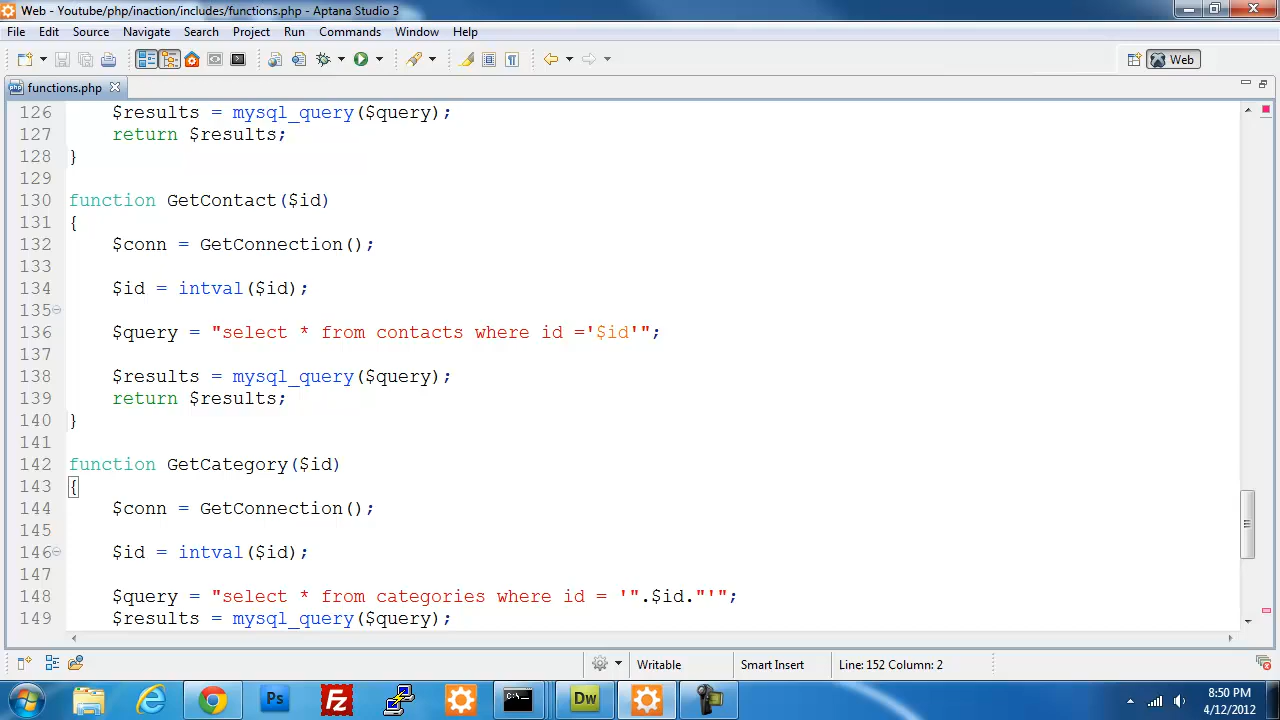 Web - Youtube/php/inaction/includes/functions.php - Aptana Studio 3
File Edit Source Navigate Search Project Run Commands Window Help
Web
functions.php
126 $results = mysql_query($query);
127 return $results;
128 }
129
130 function GetContact($id)
131 {
132 $conn = GetConnection();
133
134 $id = intval($id);
135
136 $query = "select * from contacts where id ='$id'";
137
138 $results = mysql_query($query);
139 return $results;
140 }
141
142 function GetCategory($id)
143 {
144 $conn = GetConnection();
145
146 $id = intval($id);
147
148 $query = "select * from categories where id = '".$id."'";
149 $results = mysql_query($query);
Writable Smart Insert Line: 152 Column: 2
Ps Fz Dw
8:50 PM
4/12/2012